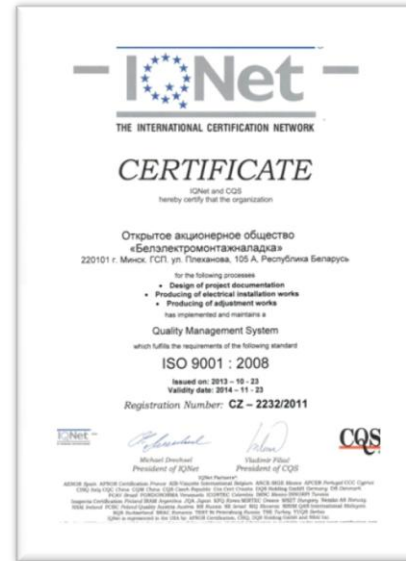 IQNet
THE INTERNATIONAL CERTIFICATION NETWORK
CERTIFICATE
IQNet and CQS
hereby certify that the organization
Открытое акционерное общество
«Белэлектромонтажналадка»
220101 г. Минск. ГСП. ул. Плеханова, 105 А, Республика Беларусь
for the following processes
• Design of project documentation
• Producing of electrical installation works
• Producing of adjustment works
has implemented and maintains a
Quality Management System
which fulfills the requirements of the following standard
ISO 9001 : 2008
Issued on: 2013 – 10 - 23
Validity date: 2014 – 11 - 23
Registration Number: CZ – 2232/2011
IQNet
CQS
Michael Drechsel
President of IQNet
Vladimír Fišal
President of CQS
IQNet Partners*: